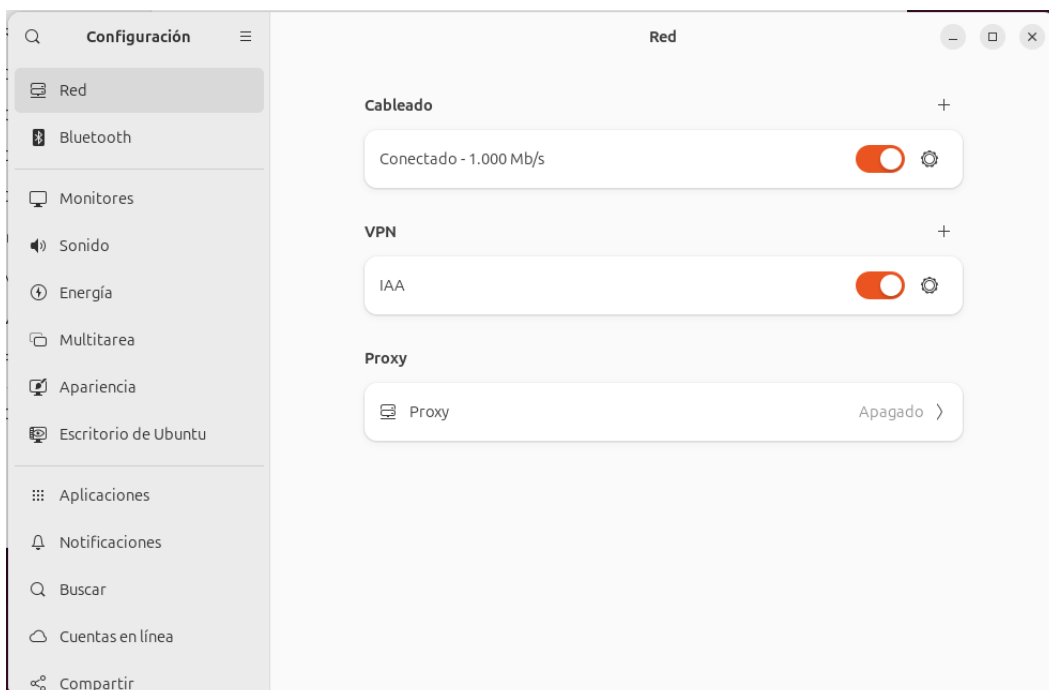 Configuración
Red
Red
Bluetooth
Monitores
Sonido
Energía
Multitarea
Apariencia
Escritorio de Ubuntu
Aplicaciones
Notificaciones
Buscar
Cuentas en línea
Compartir
Cableado
Conectado - 1.000 Mb/s
VPN
IAA
Proxy
Proxy
Apagado